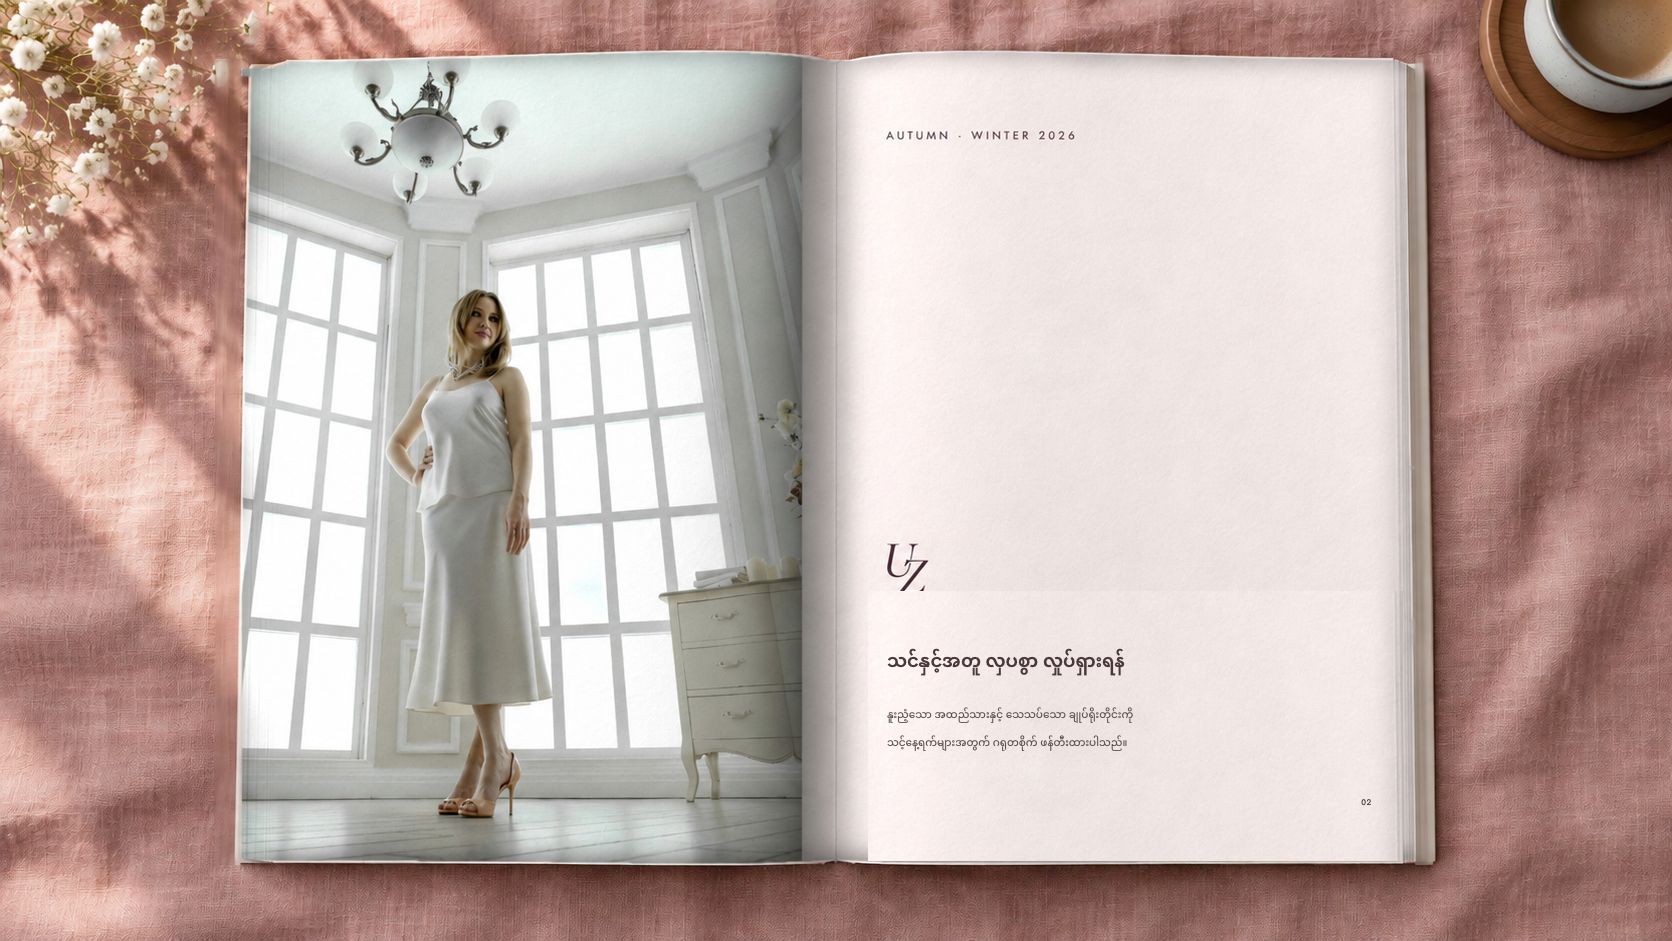 AUTUMN · WINTER 2026
UZ
သင်နှင့်အတူ လှပစွာ လှုပ်ရှားရန်
နူးညံ့သော အထည်သားနှင့် သေသပ်သော ချုပ်ရိုးတိုင်းကို
သင့်နေ့ရက်များအတွက် ဂရုတစိုက် ဖန်တီးထားပါသည်။
02